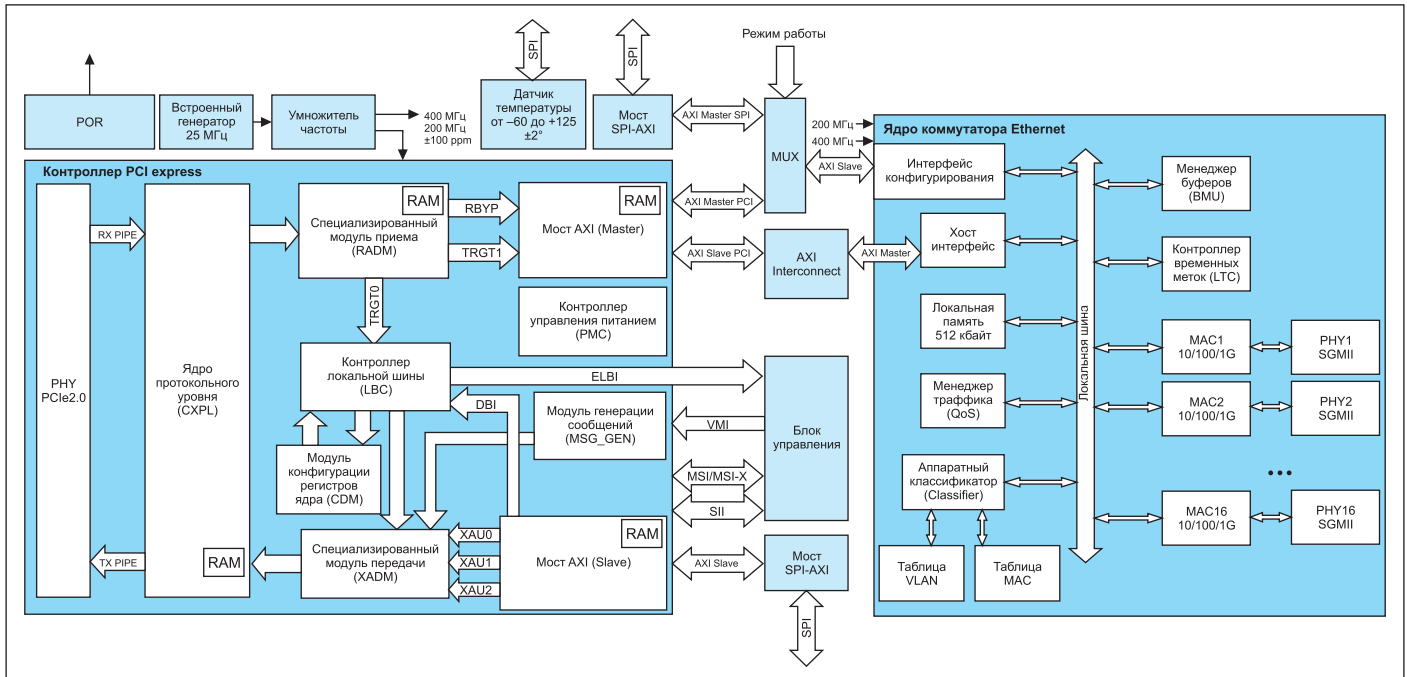 Режим работы
SPI
SPI
POR
Встроенный
генератор
25 МГц
Умножитель
частоты
400 МГц
200 МГц
±100 ppm
Датчик
температуры
от –60 до +125
±2°
Мост
SPI-AXI
AXI Master SPI
MUX
200 МГц
400 МГц
AXI Slave
AXI Master PCI
AXI Slave PCI
AXI
Interconnect
AXI Master
Контроллер PCI express
PHY
PCIe2.0
RX PIPE
TX PIPE
Ядро
протокольного
уровня
(CXPL)
RAM
RAM
Специализированный
модуль приема
(RADM)
RBYP
TRGT1
TRGT0
RAM
Мост AXI (Master)
Контроллер
управления питанием
(PMC)
Контроллер
локальной шины
(LBC)
ELBI
DBI
Модуль генерации
сообщений
(MSG_GEN)
VMI
Модуль
конфигурации
регистров
ядра (CDM)
MSI/MSI-X
SII
Блок
управления
Специализированный
модуль передачи
(XADM)
XAU0
XAU1
XAU2
RAM
Мост AXI (Slave)
AXI Slave
Мост
SPI-AXI
SPI
Ядро коммутатора Ethernet
Интерфейс
конфигурирования
Хост
интерфейс
Локальная
память
512 кбайт
Менеджер
траффика
(QoS)
Аппаратный
классификатор
(Classifier)
Таблица
VLAN
Таблица
MAC
Локальная шина
Менеджер
буферов
(BMU)
Контроллер
временных
меток (LTC)
MAC1
10/100/1G
PHY1
SGMII
MAC2
10/100/1G
PHY2
SGMII
•••
MAC16
10/100/1G
PHY16
SGMII